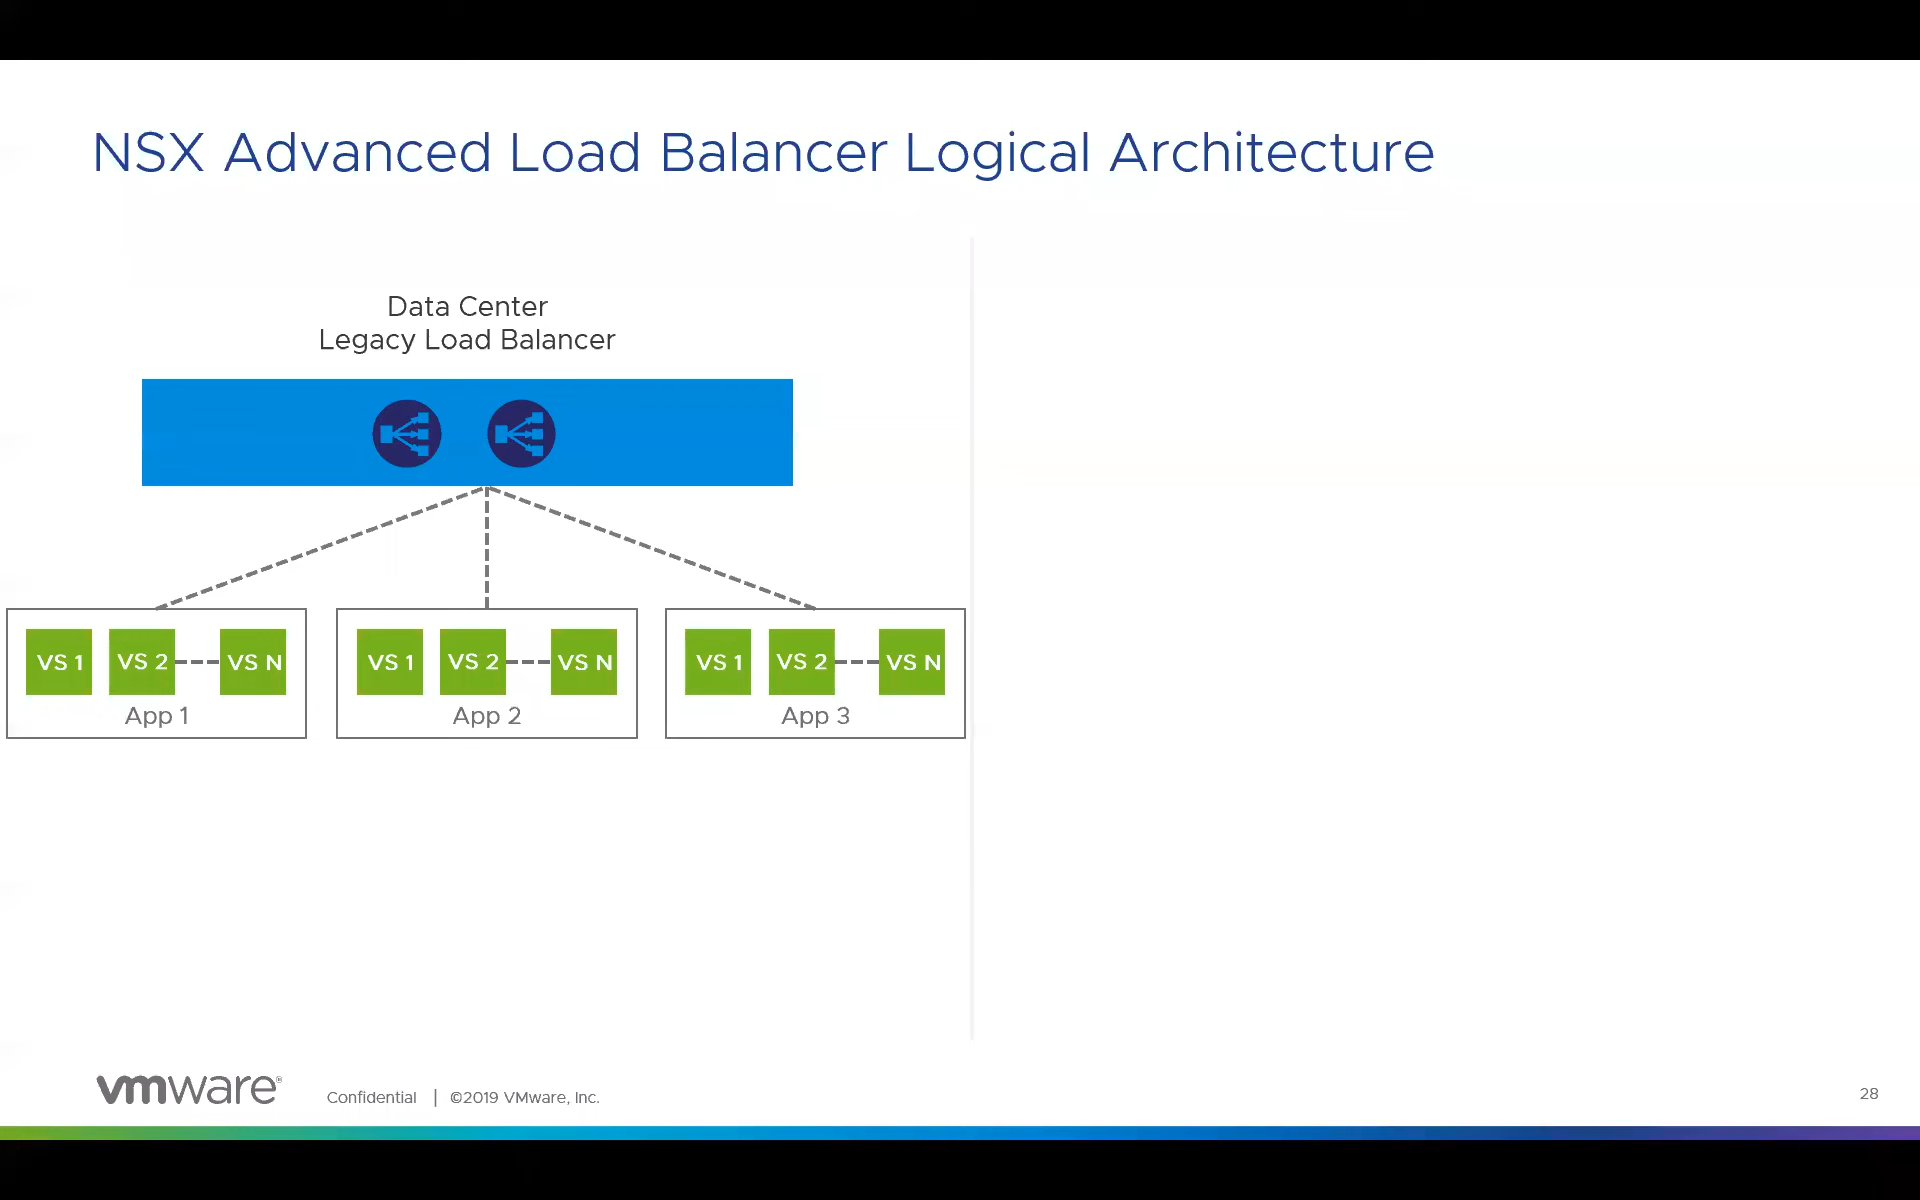 NSX Advanced Load Balancer Logical Architecture
Data Center
Legacy Load Balancer
VS 1 VS 2 VS N
App 1
VS 1 VS 2 VS N
App 2
VS 1 VS 2 VS N
App 3
vmware®
Confidential | ©2019 VMware, Inc.
28